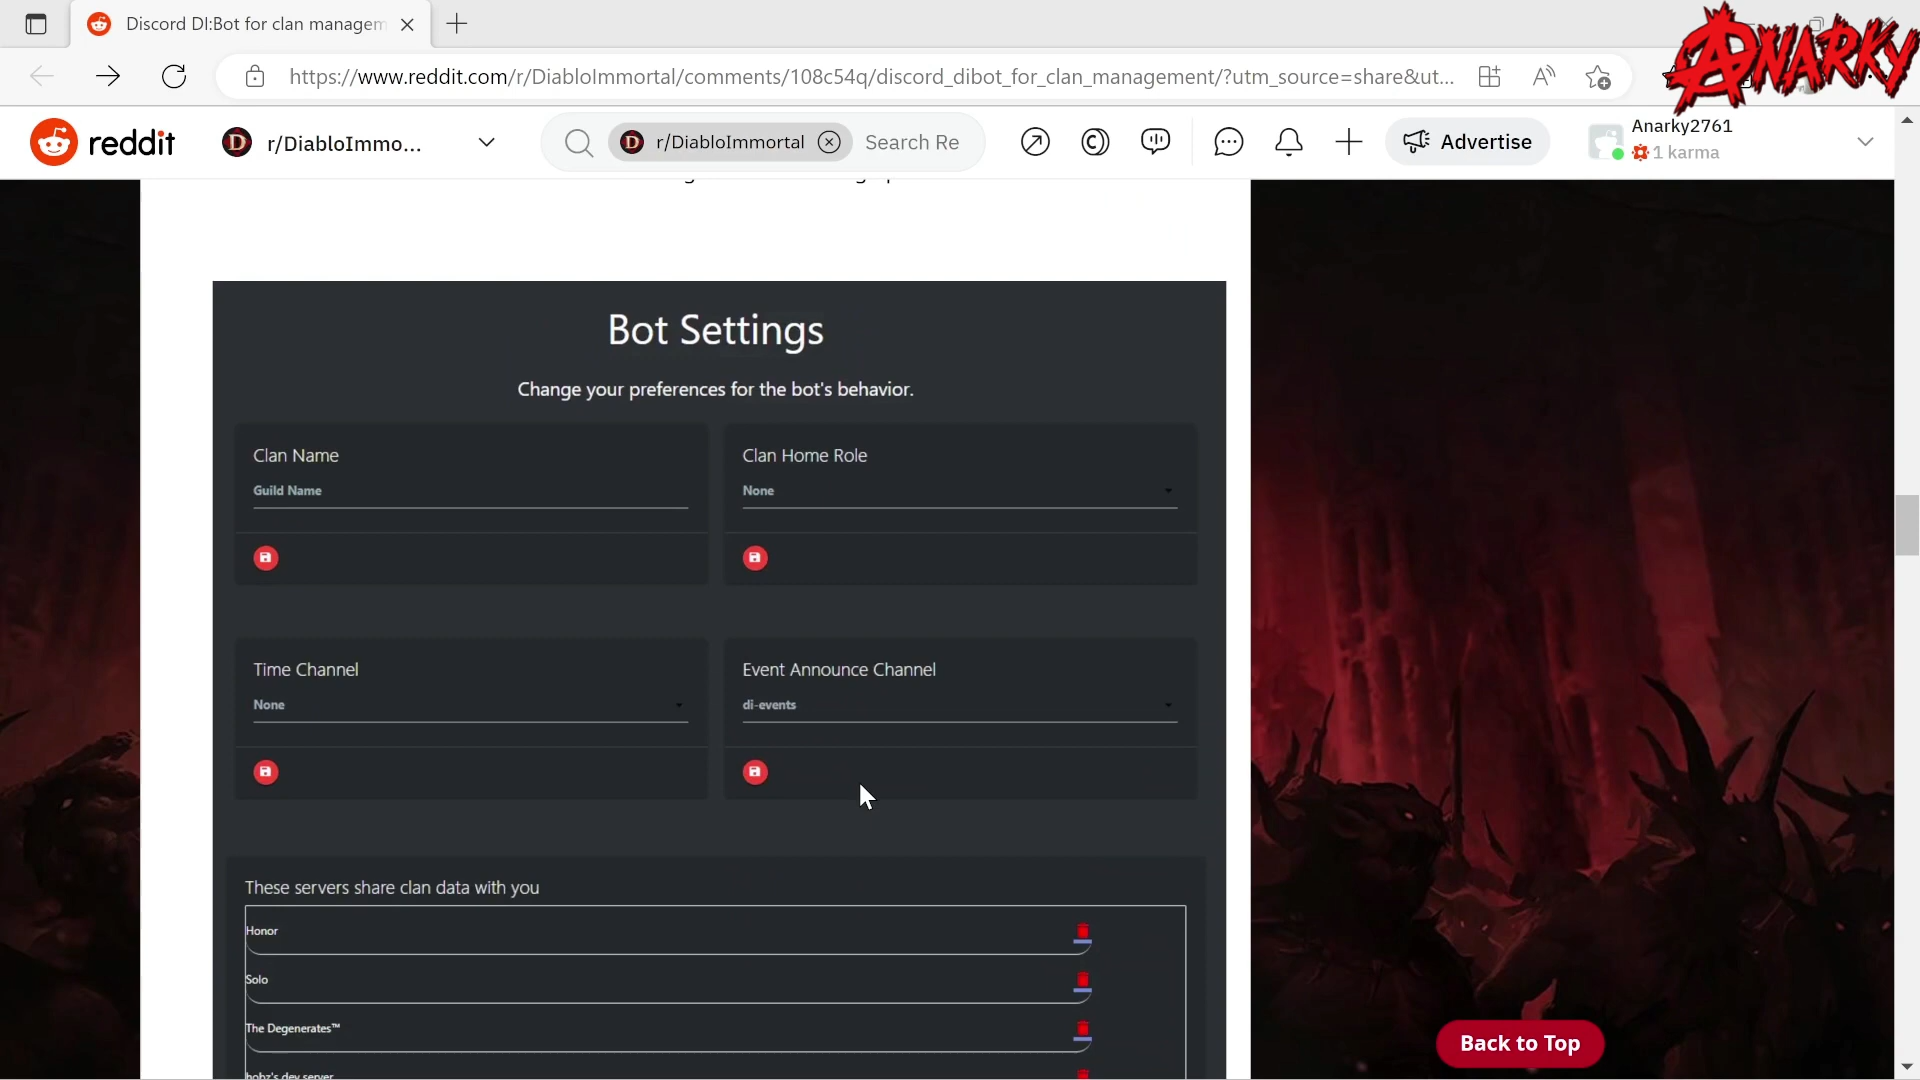 Discord DI:Bot for clan managem
ANARKY
https://www.reddit.com/r/DiabloImmortal/comments/108c54q/discord_dibot_for_clan_management/?utm_source=share&ut...
reddit
r/DiabloImmo...
r/DiabloImmortal
Search Re
Advertise
Anarky2761
1 karma
Bot Settings
Change your preferences for the bot's behavior.
Clan Name
Guild Name
Clan Home Role
None
Time Channel
None
Event Announce Channel
di-events
These servers share clan data with you
Honor
Solo
The Degenerates™
hobz's dev server
Back to Top